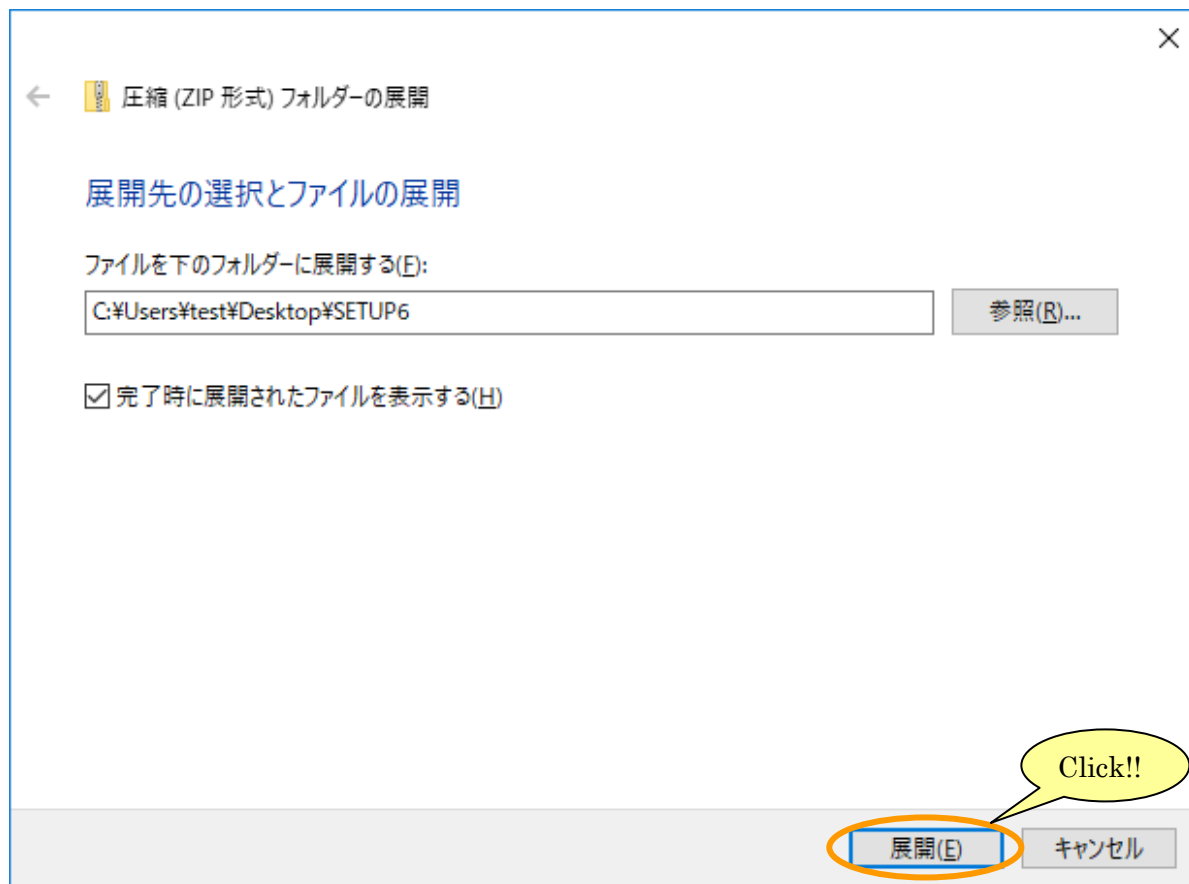 圧縮 (ZIP 形式) フォルダーの展開
展開先の選択とファイルの展開
ファイルを下のフォルダーに展開する(F):
C:¥Users¥test¥Desktop¥SETUP6
参照(R)...
完了時に展開されたファイルを表示する(H)
Click!!
展開(E)
キャンセル